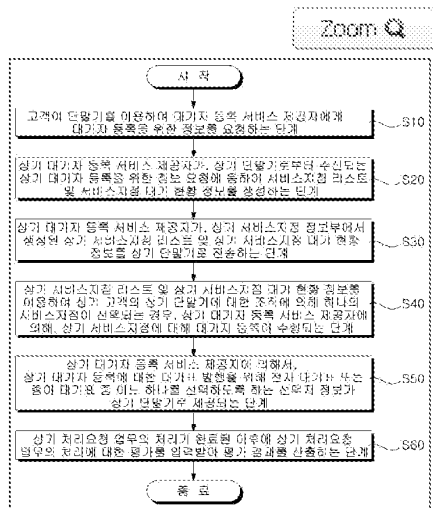 Zoom
시 작
고객이 단말기를 이용하여 대기자 등록 서비스 제공자에게
대기자 등록을 위한 정보를 요청하는 단계
S10
상기 대기자 등록 서비스 제공자가, 상기 단말기로부터 수신되는
상기 대기자 등록을 위한 정보 요청에 응하여 서비스지점 리스트
및 서비스지점 대기 현황 정보를 생성하는 단계
S20
상기 대기자 등록 서비스 제공자가, 상기 서비스지점 정보부에서
생성된 상기 서비스지점 리스트 및 서비스지점 대기 현황
정보를 상기 단말기로 전송하는 단계
S30
상기 서비스지점 리스트 및 상기 서비스지점 대기 현황 정보를
이용하여 상기 고객의 상기 단말기에 대한 조작에 의해 하나의
서비스지점이 선택되는 경우, 상기 대기자 등록 서비스 제공자에
의해, 상기 서비스지점에 대해 대기자 등록이 수행되는 단계
S40
상기 대기자 등록 서비스 제공자에 의해서,
상기 대기자 등록에 대한 대기표 발행을 위해 전자 대기표 또는
종이 대기표 중 어느 하나를 선택하도록 하는 선택지 정보가
상기 단말기로 제공되는 단계
S50
상기 처리요청 업무의 처리가 완료된 이후에 상기 처리요청
업무의 처리에 대한 평가를 입력받아 평가 결과를 산출하는 단계
S60
종 료